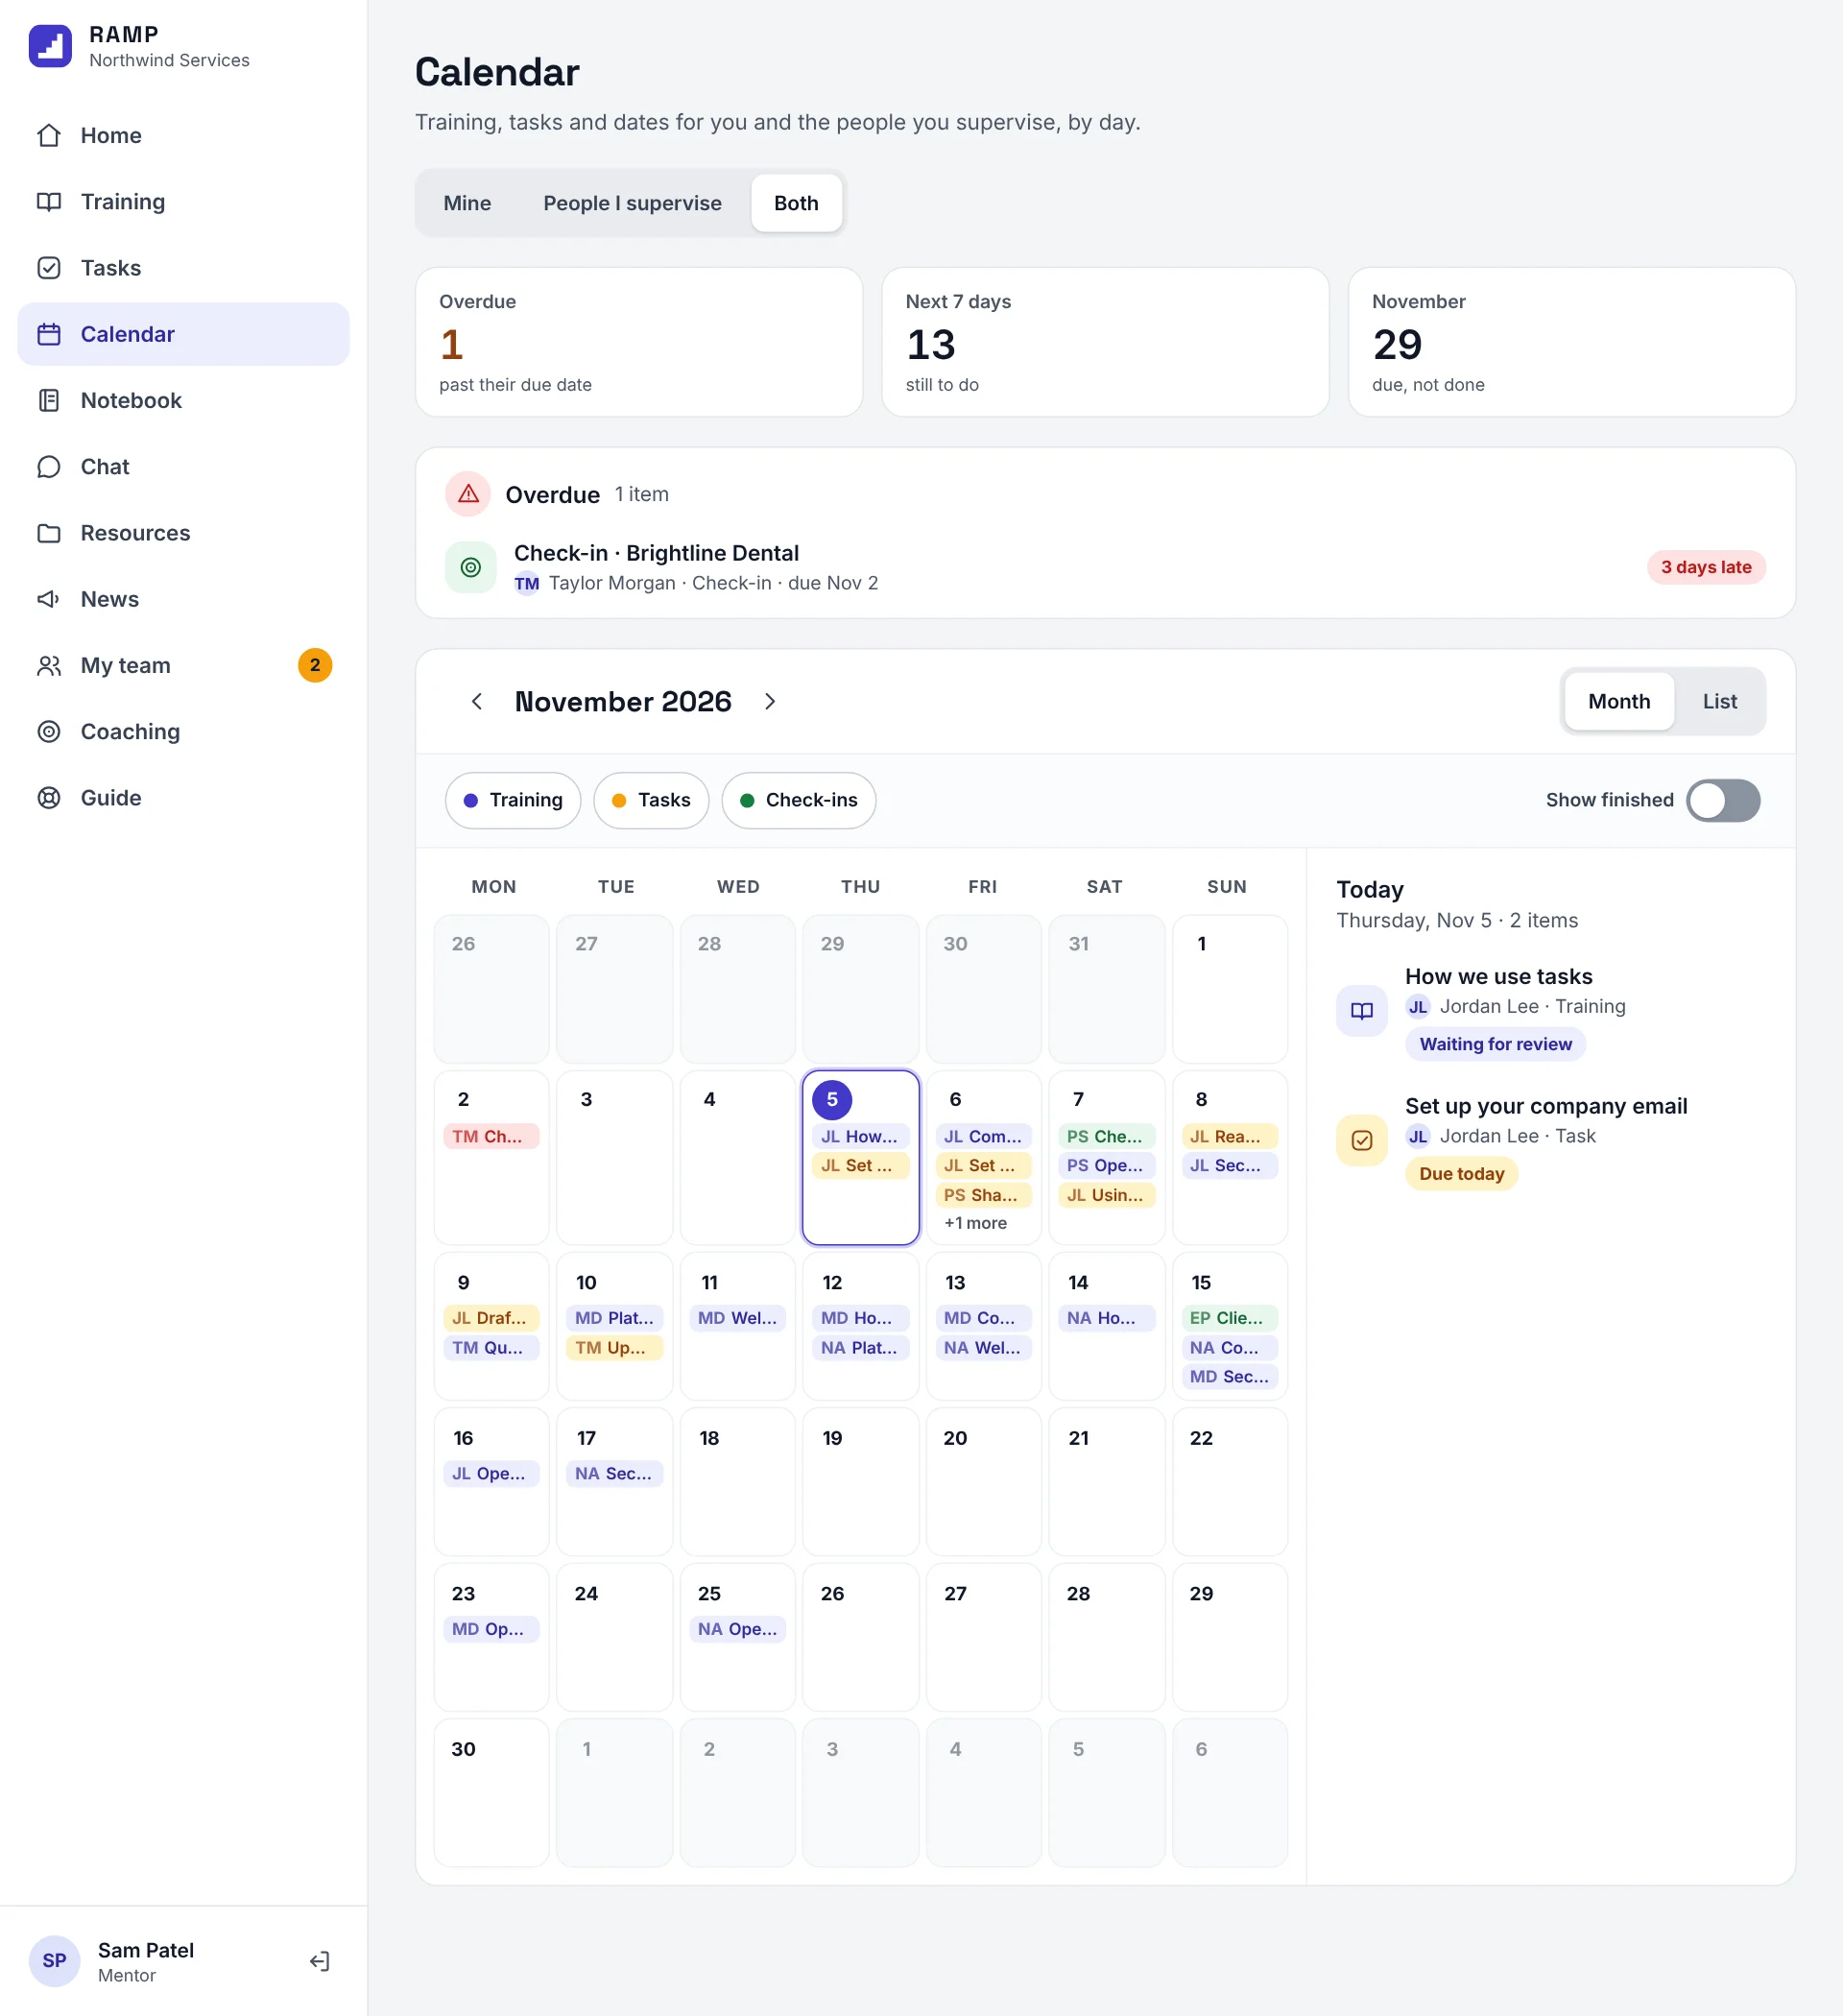 RAMP
Northwind Services
Home
Training
Tasks
Calendar
Notebook
Chat
Resources
News
My team 2
Coaching
Guide
Sam Patel
Mentor
SP
Calendar
Training, tasks and dates for you and the people you supervise, by day.
Mine People I supervise Both
Overdue
1
past their due date
Next 7 days
13
still to do
November
29
due, not done
Overdue 1 item
Check-in · Brightline Dental
TM Taylor Morgan · Check-in · due Nov 2
3 days late
November 2026
Month List
Training Tasks Check-ins
Show finished
MON TUE WED THU FRI SAT SUN
26 27 28 29 30 31 1
2 3 4 5 6 7 8
TM Ch... JL How... JL Com... PS Che... JL Rea...
JL Set ... JL Set ... PS Ope... JL Sec...
PS Sha... JL Usin...
+1 more
9 10 11 12 13 14 15
JL Draf... MD Plat... MD Wel... MD Ho... MD Co... NA Ho... EP Clie...
TM Qu... TM Up... NA Plat... NA Wel... NA Co...
MD Sec...
16 17 18 19 20 21 22
JL Ope... NA Sec...
23 24 25 26 27 28 29
MD Op... NA Ope...
30 1 2 3 4 5 6
Today
Thursday, Nov 5 · 2 items
How we use tasks
JL Jordan Lee · Training
Waiting for review
Set up your company email
JL Jordan Lee · Task
Due today